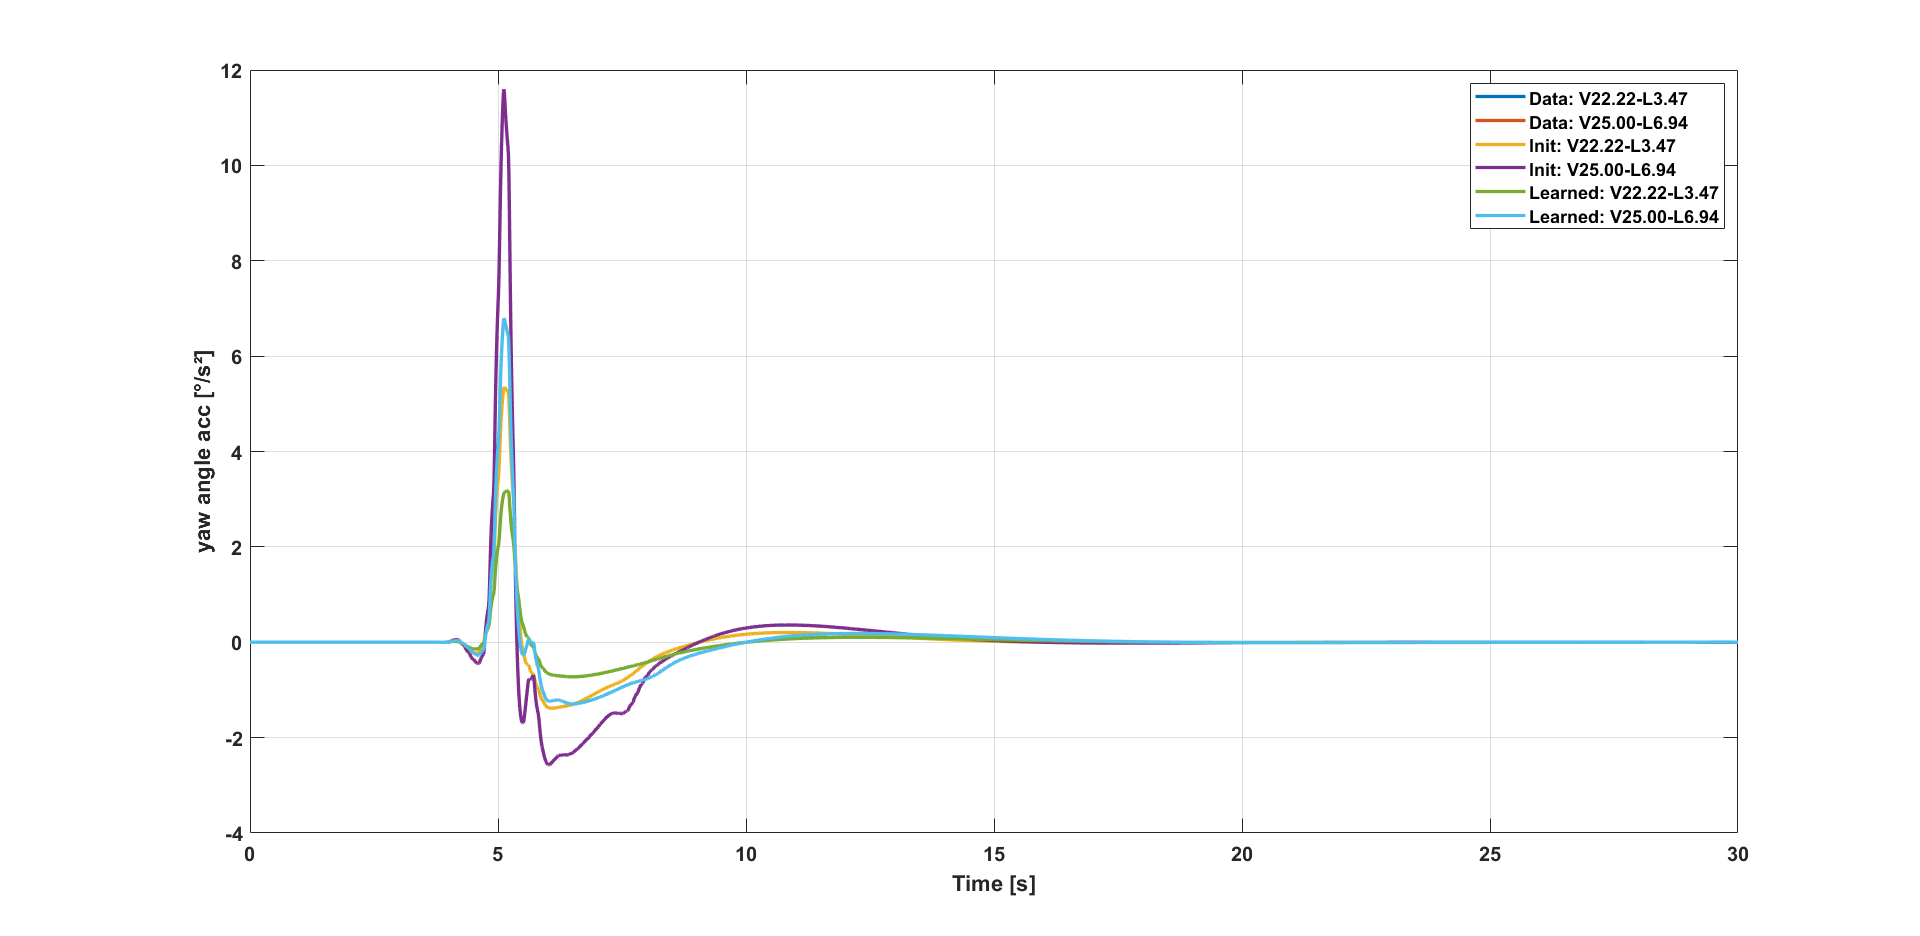 12
10
8
6
4
2
0
-2
-4
yaw angle acc [°/s²]
0
5
10
15
20
25
30
Time [s]
Data: V22.22-L3.47
Data: V25.00-L6.94
Init: V22.22-L3.47
Init: V25.00-L6.94
Learned: V22.22-L3.47
Learned: V25.00-L6.94